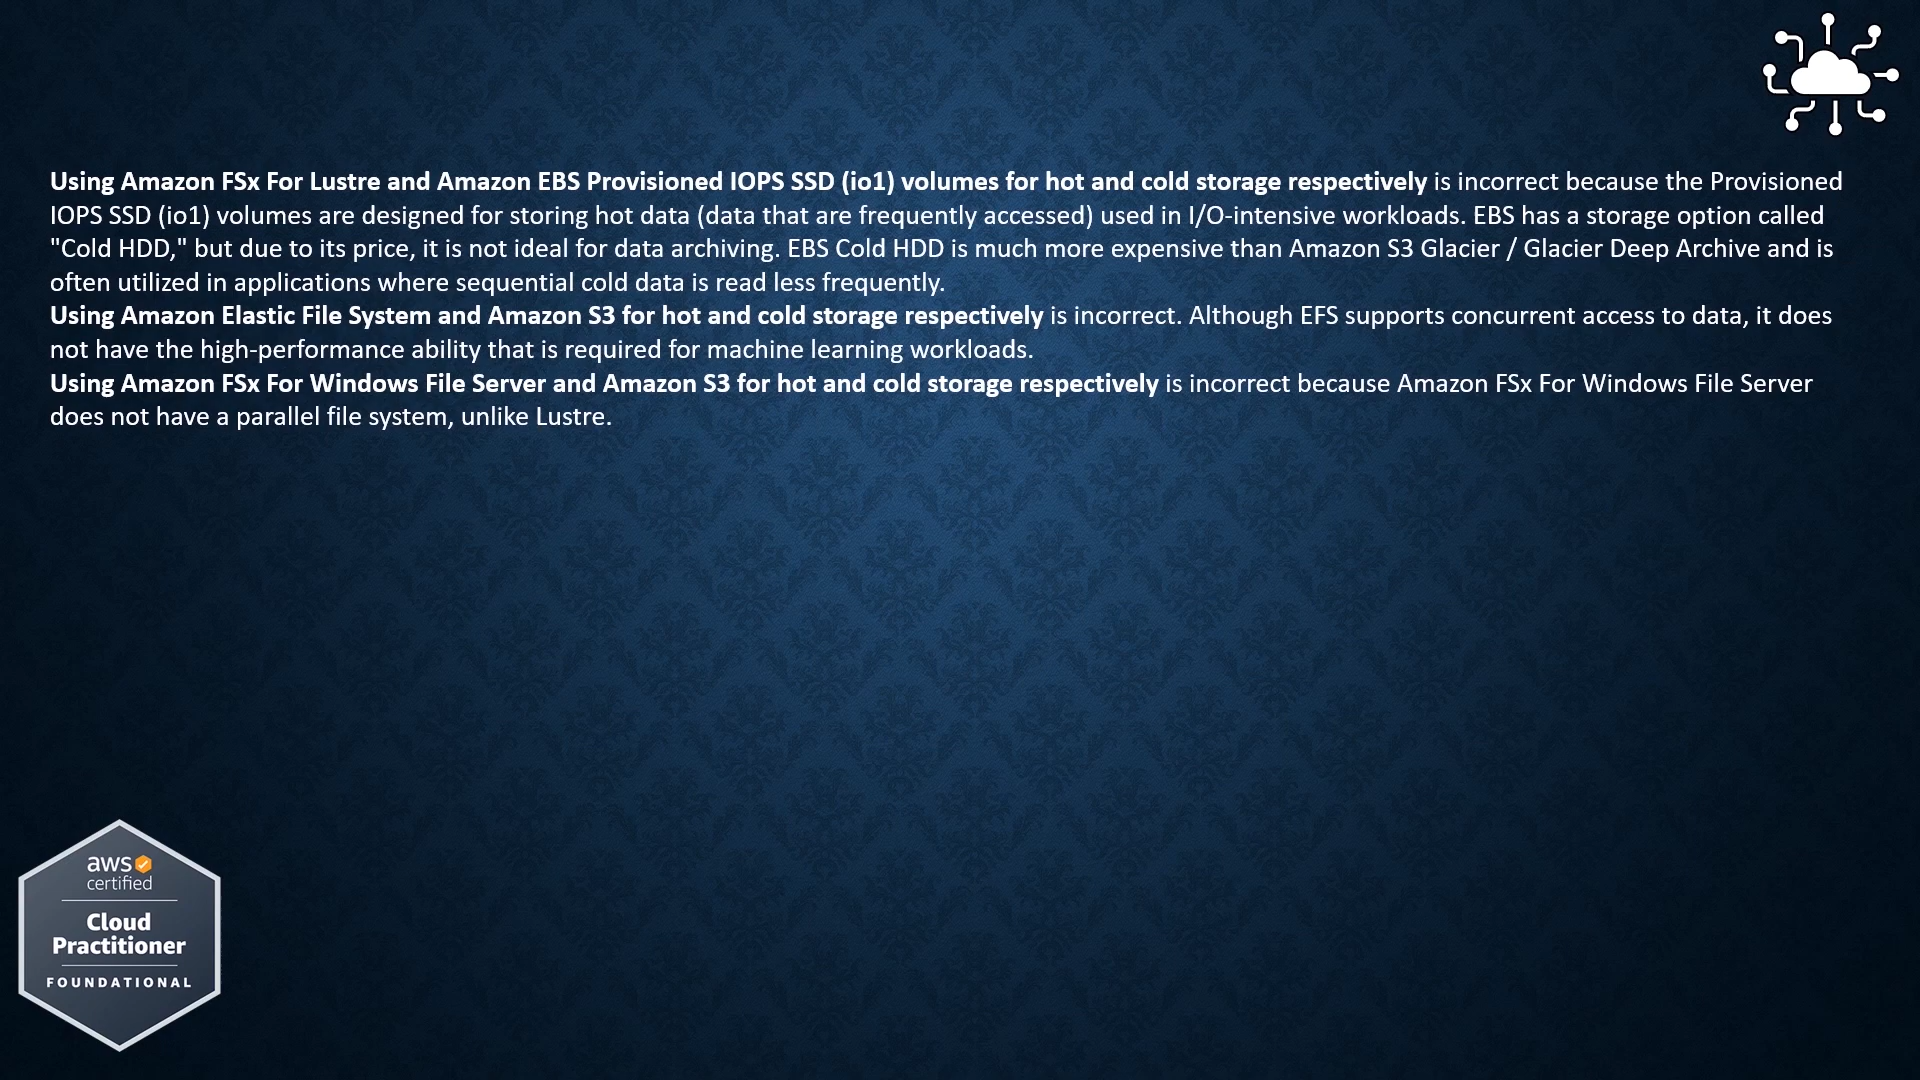 Using Amazon FSx For Lustre and Amazon EBS Provisioned IOPS SSD (io1) volumes for hot and cold storage respectively is incorrect because the Provisioned
IOPS SSD (io1) volumes are designed for storing hot data (data that are frequently accessed) used in I/O-intensive workloads. EBS has a storage option called
"Cold HDD," but due to its price, it is not ideal for data archiving. EBS Cold HDD is much more expensive than Amazon S3 Glacier / Glacier Deep Archive and is
often utilized in applications where sequential cold data is read less frequently.
Using Amazon Elastic File System and Amazon S3 for hot and cold storage respectively is incorrect. Although EFS supports concurrent access to data, it does
not have the high-performance ability that is required for machine learning workloads.
Using Amazon FSx For Windows File Server and Amazon S3 for hot and cold storage respectively is incorrect because Amazon FSx For Windows File Server
does not have a parallel file system, unlike Lustre.
aws
certified
Cloud
Practitioner
FOUNDATIONAL